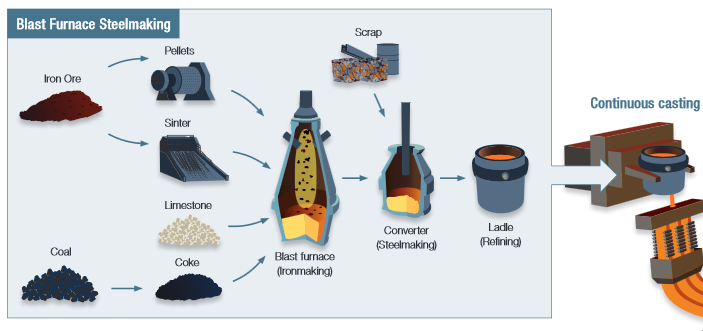 Blast Furnace Steelmaking
Scrap
Pellets
Iron Ore
Continuous casting
Sinter
Limestone
Ladle
(Refining)
Converter
(Steelmaking)
Coal
Coke
Blast furnace
(Ironmaking)